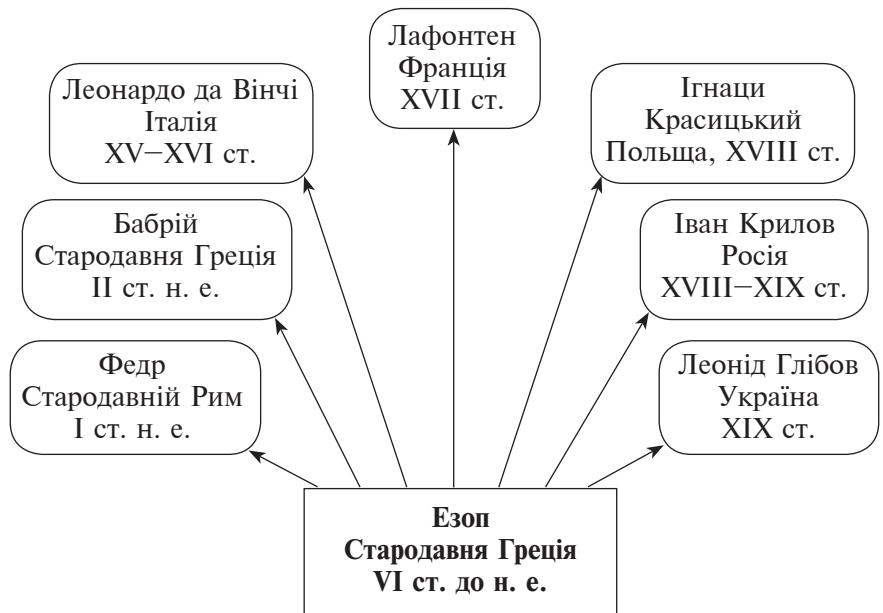 Лафонтен
Франція
XVII ст.
Леонардо да Вінчі
Італія
XV–XVI ст.
Ігнаци
Красицький
Польща, XVIII ст.
Бабрій
Стародавня Греція
II ст. н. е.
Іван Крилов
Росія
XVIII–XIX ст.
Федр
Стародавній Рим
I ст. н. е.
Леонід Глібов
Україна
XIX ст.
Езоп
Стародавня Греція
VI ст. до н. е.